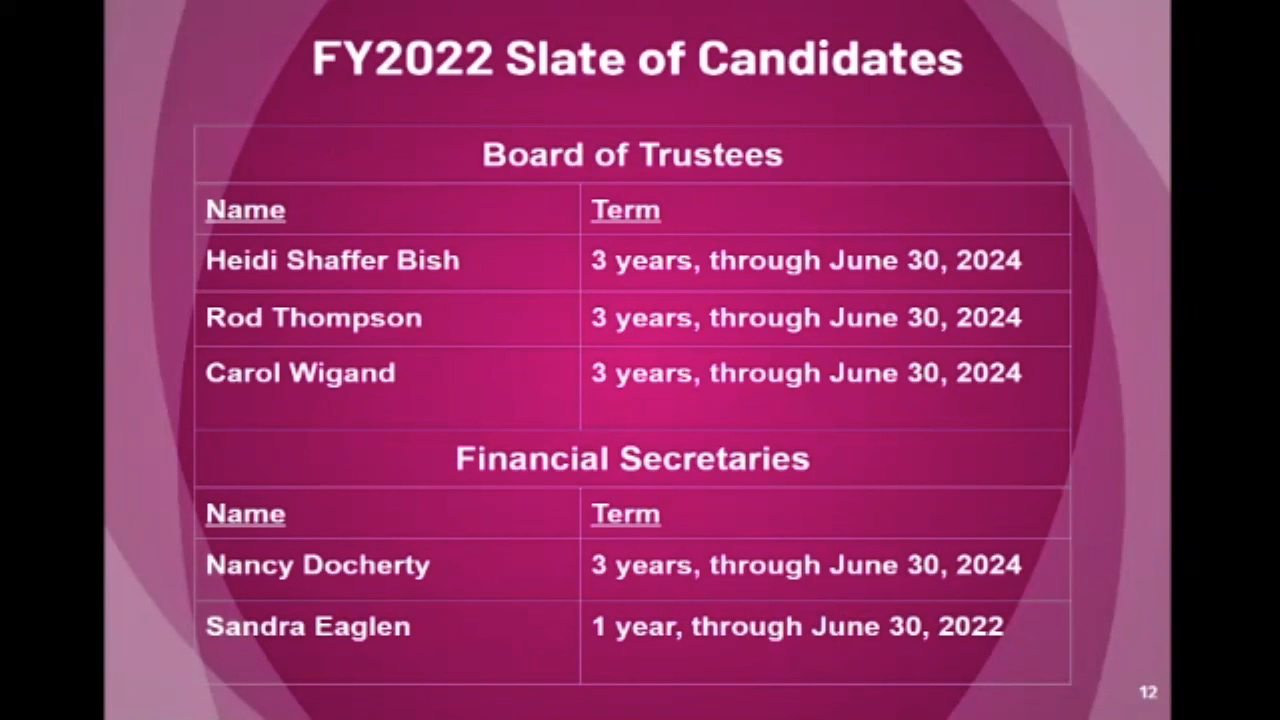 FY2022 Slate of Candidates
Board of Trustees
Name Term
Heidi Shaffer Bish 3 years, through June 30, 2024
Rod Thompson 3 years, through June 30, 2024
Carol Wigand 3 years, through June 30, 2024
Financial Secretaries
Name Term
Nancy Docherty 3 years, through June 30, 2024
Sandra Eaglen 1 year, through June 30, 2022
12